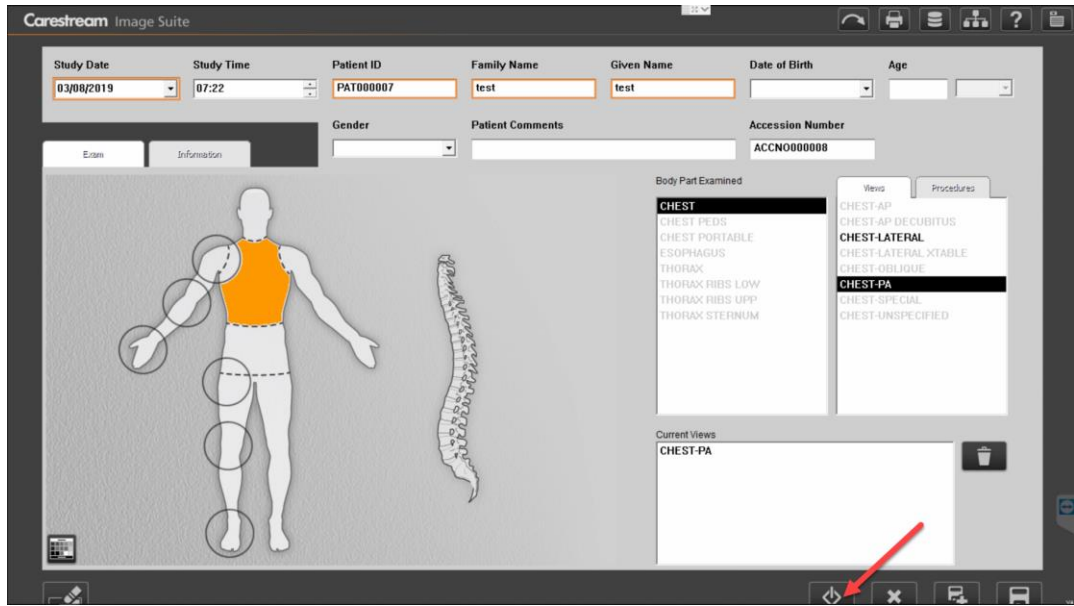 Carestream Image Suite
?
Study Date Study Time Patient ID Family Name Given Name Date of Birth Age
03/08/2019 07:22 PAT000007 test test
Gender Patient Comments Accession Number
ACCNO000008
Exam Information
Body Part Examined
CHEST
CHEST PEDS
CHEST PORTABLE
ESOPHAGUS
THORAX
THORAX RIBS LOW
THORAX RIBS UPP
THORAX STERNUM
Views Procedures
CHEST-AP
CHEST-AP DECUBITUS
CHEST-LATERAL
CHEST-LATERAL XTABLE
CHEST-OBLIQUE
CHEST-PA
CHEST-SPECIAL
CHEST-UNSPECIFIED
Current Views
CHEST-PA